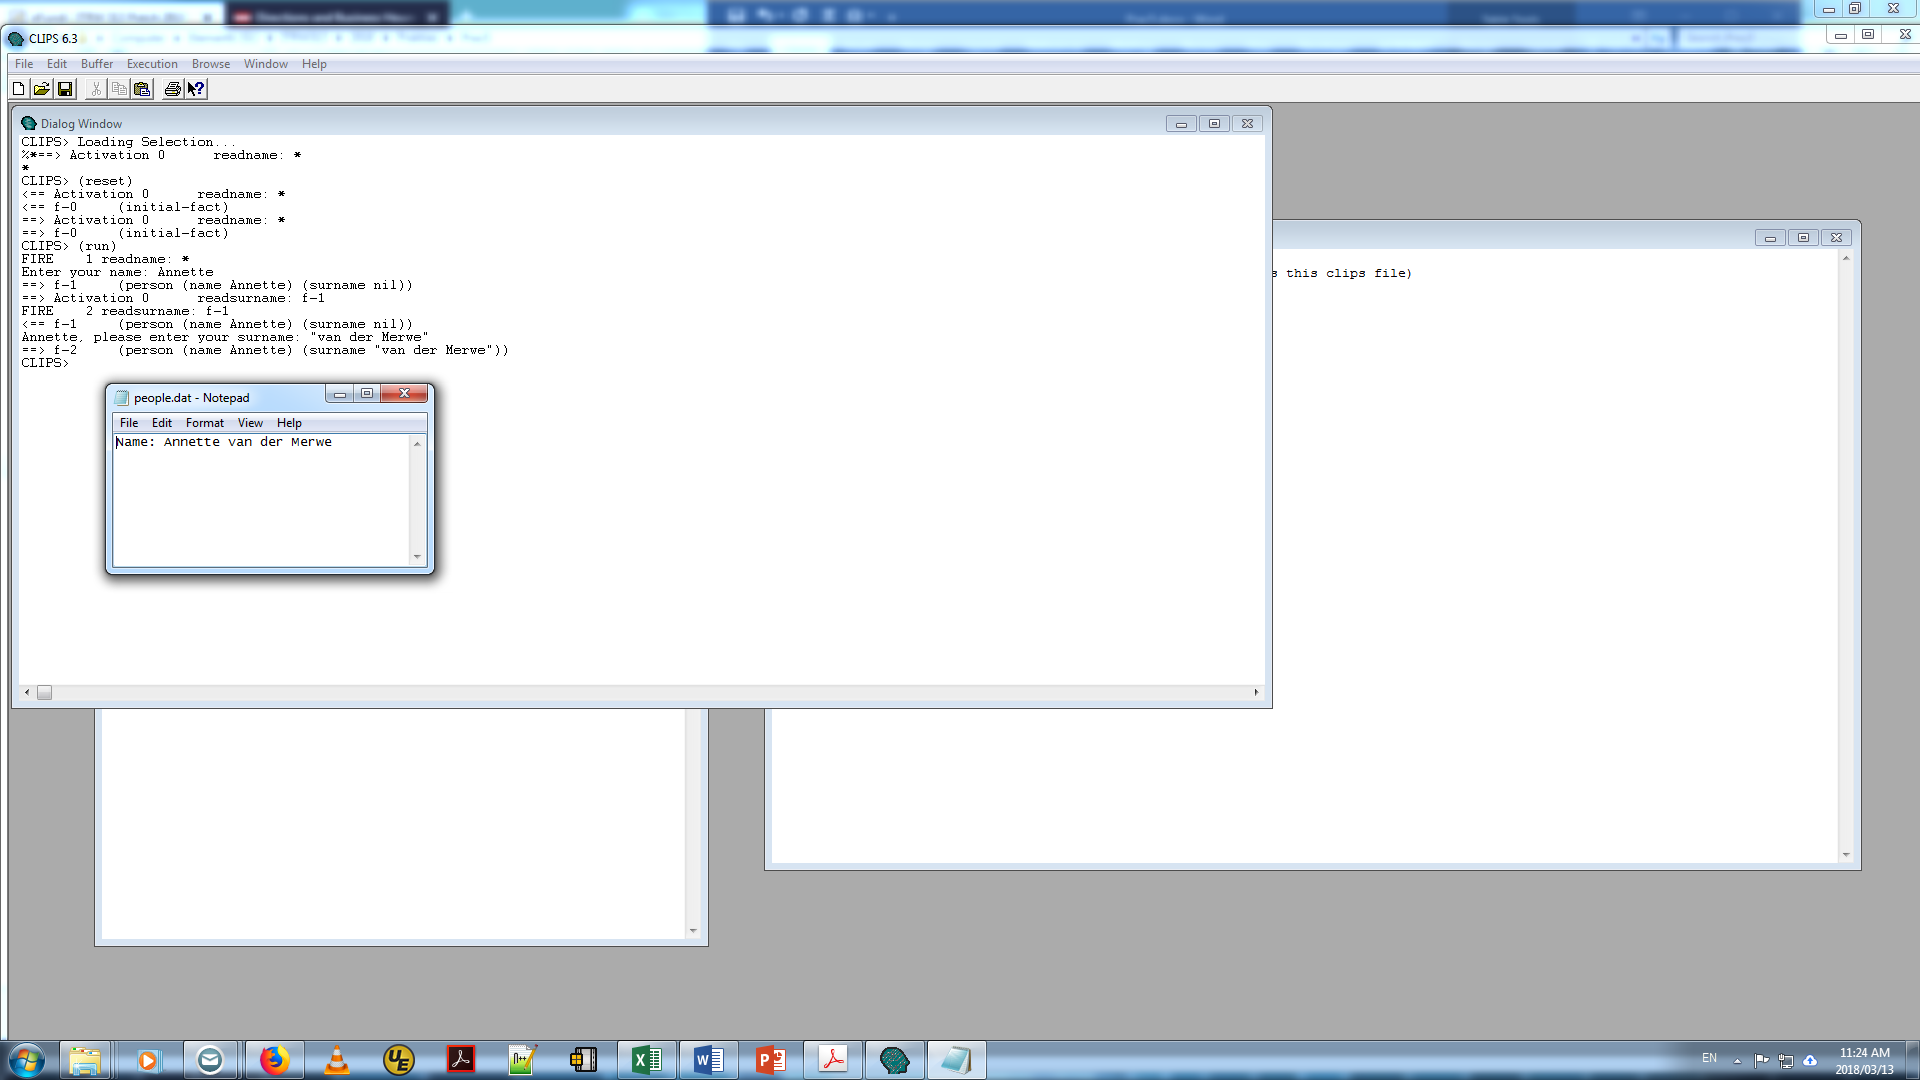 CLIPS 6.3
File Edit Buffer Execution Browse Window Help
Dialog Window
CLIPS> Loading Selection...
%*==> Activation 0      readname: *
*
CLIPS> (reset)
<== Activation 0      readname: *
<== f-0     (initial-fact)
==> Activation 0      readname: *
==> f-0     (initial-fact)
CLIPS> (run)
FIRE    1 readname: *
Enter your name: Annette
==> f-1     (person (name Annette) (surname nil))
==> Activation 0      readsurname: f-1
FIRE    2 readsurname: f-1
<== f-1     (person (name Annette) (surname nil))
Annette, please enter your surname: "van der Merwe"
==> f-2     (person (name Annette) (surname "van der Merwe"))
CLIPS>
this clips file)
people.dat - Notepad
File Edit Format View Help
Name: Annette van der Merwe
EN
11:24 AM
2018/03/13